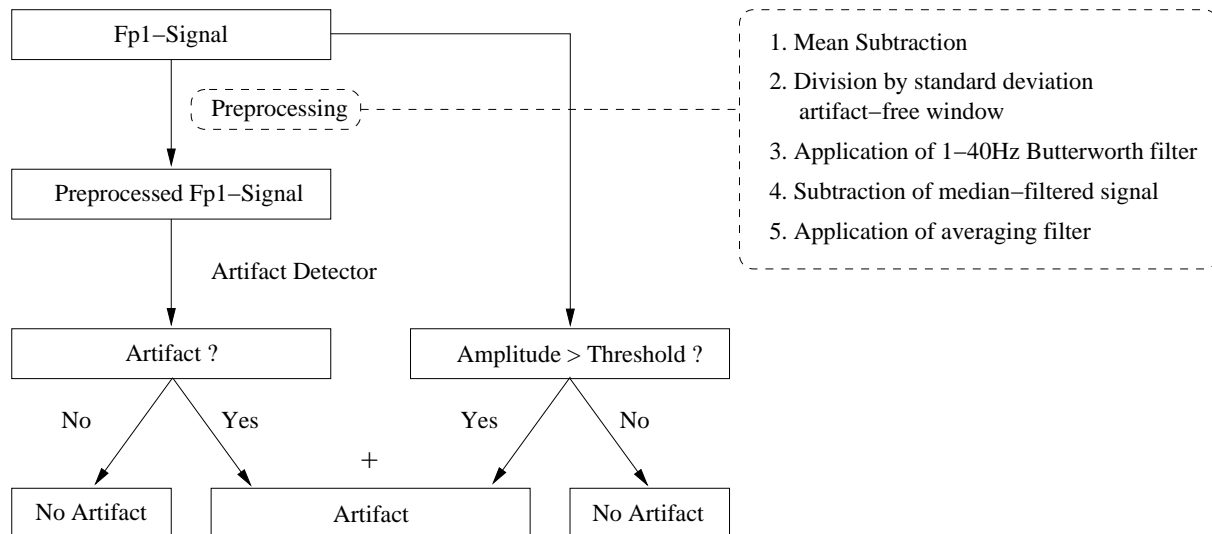 Fp1–Signal
Preprocessing
1. Mean Subtraction
2. Division by standard deviation
artifact–free window
3. Application of 1–40Hz Butterworth filter
4. Subtraction of median–filtered signal
5. Application of averaging filter
Preprocessed Fp1–Signal
Artifact Detector
Artifact ?
Amplitude > Threshold ?
No
Yes
Yes
No
+
No Artifact
Artifact
No Artifact